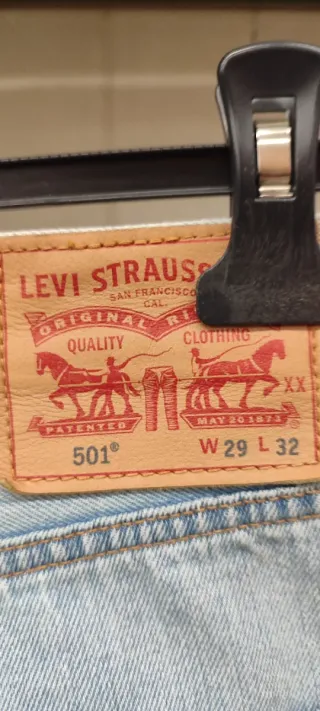 LEVI STRAUSS
SAN FRANCISCO
CAL.
ORIGINAL
QUALITY CLOTHING
XX
PATENTED MAY 20 1873
501® W 29 L 32